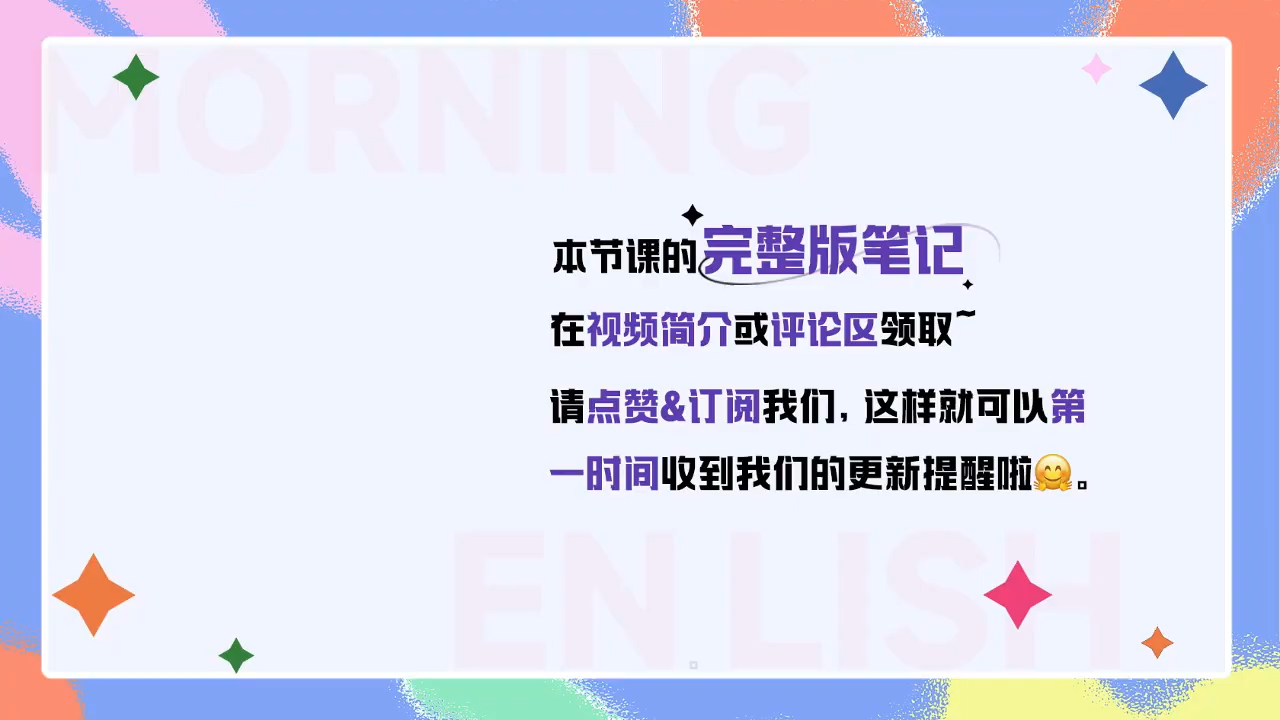 MORNING
本节课的完整版笔记
在视频简介或评论区领取~
请点赞&订阅我们，这样就可以第
一时间收到我们的更新提醒啦🤗。
EN LISH